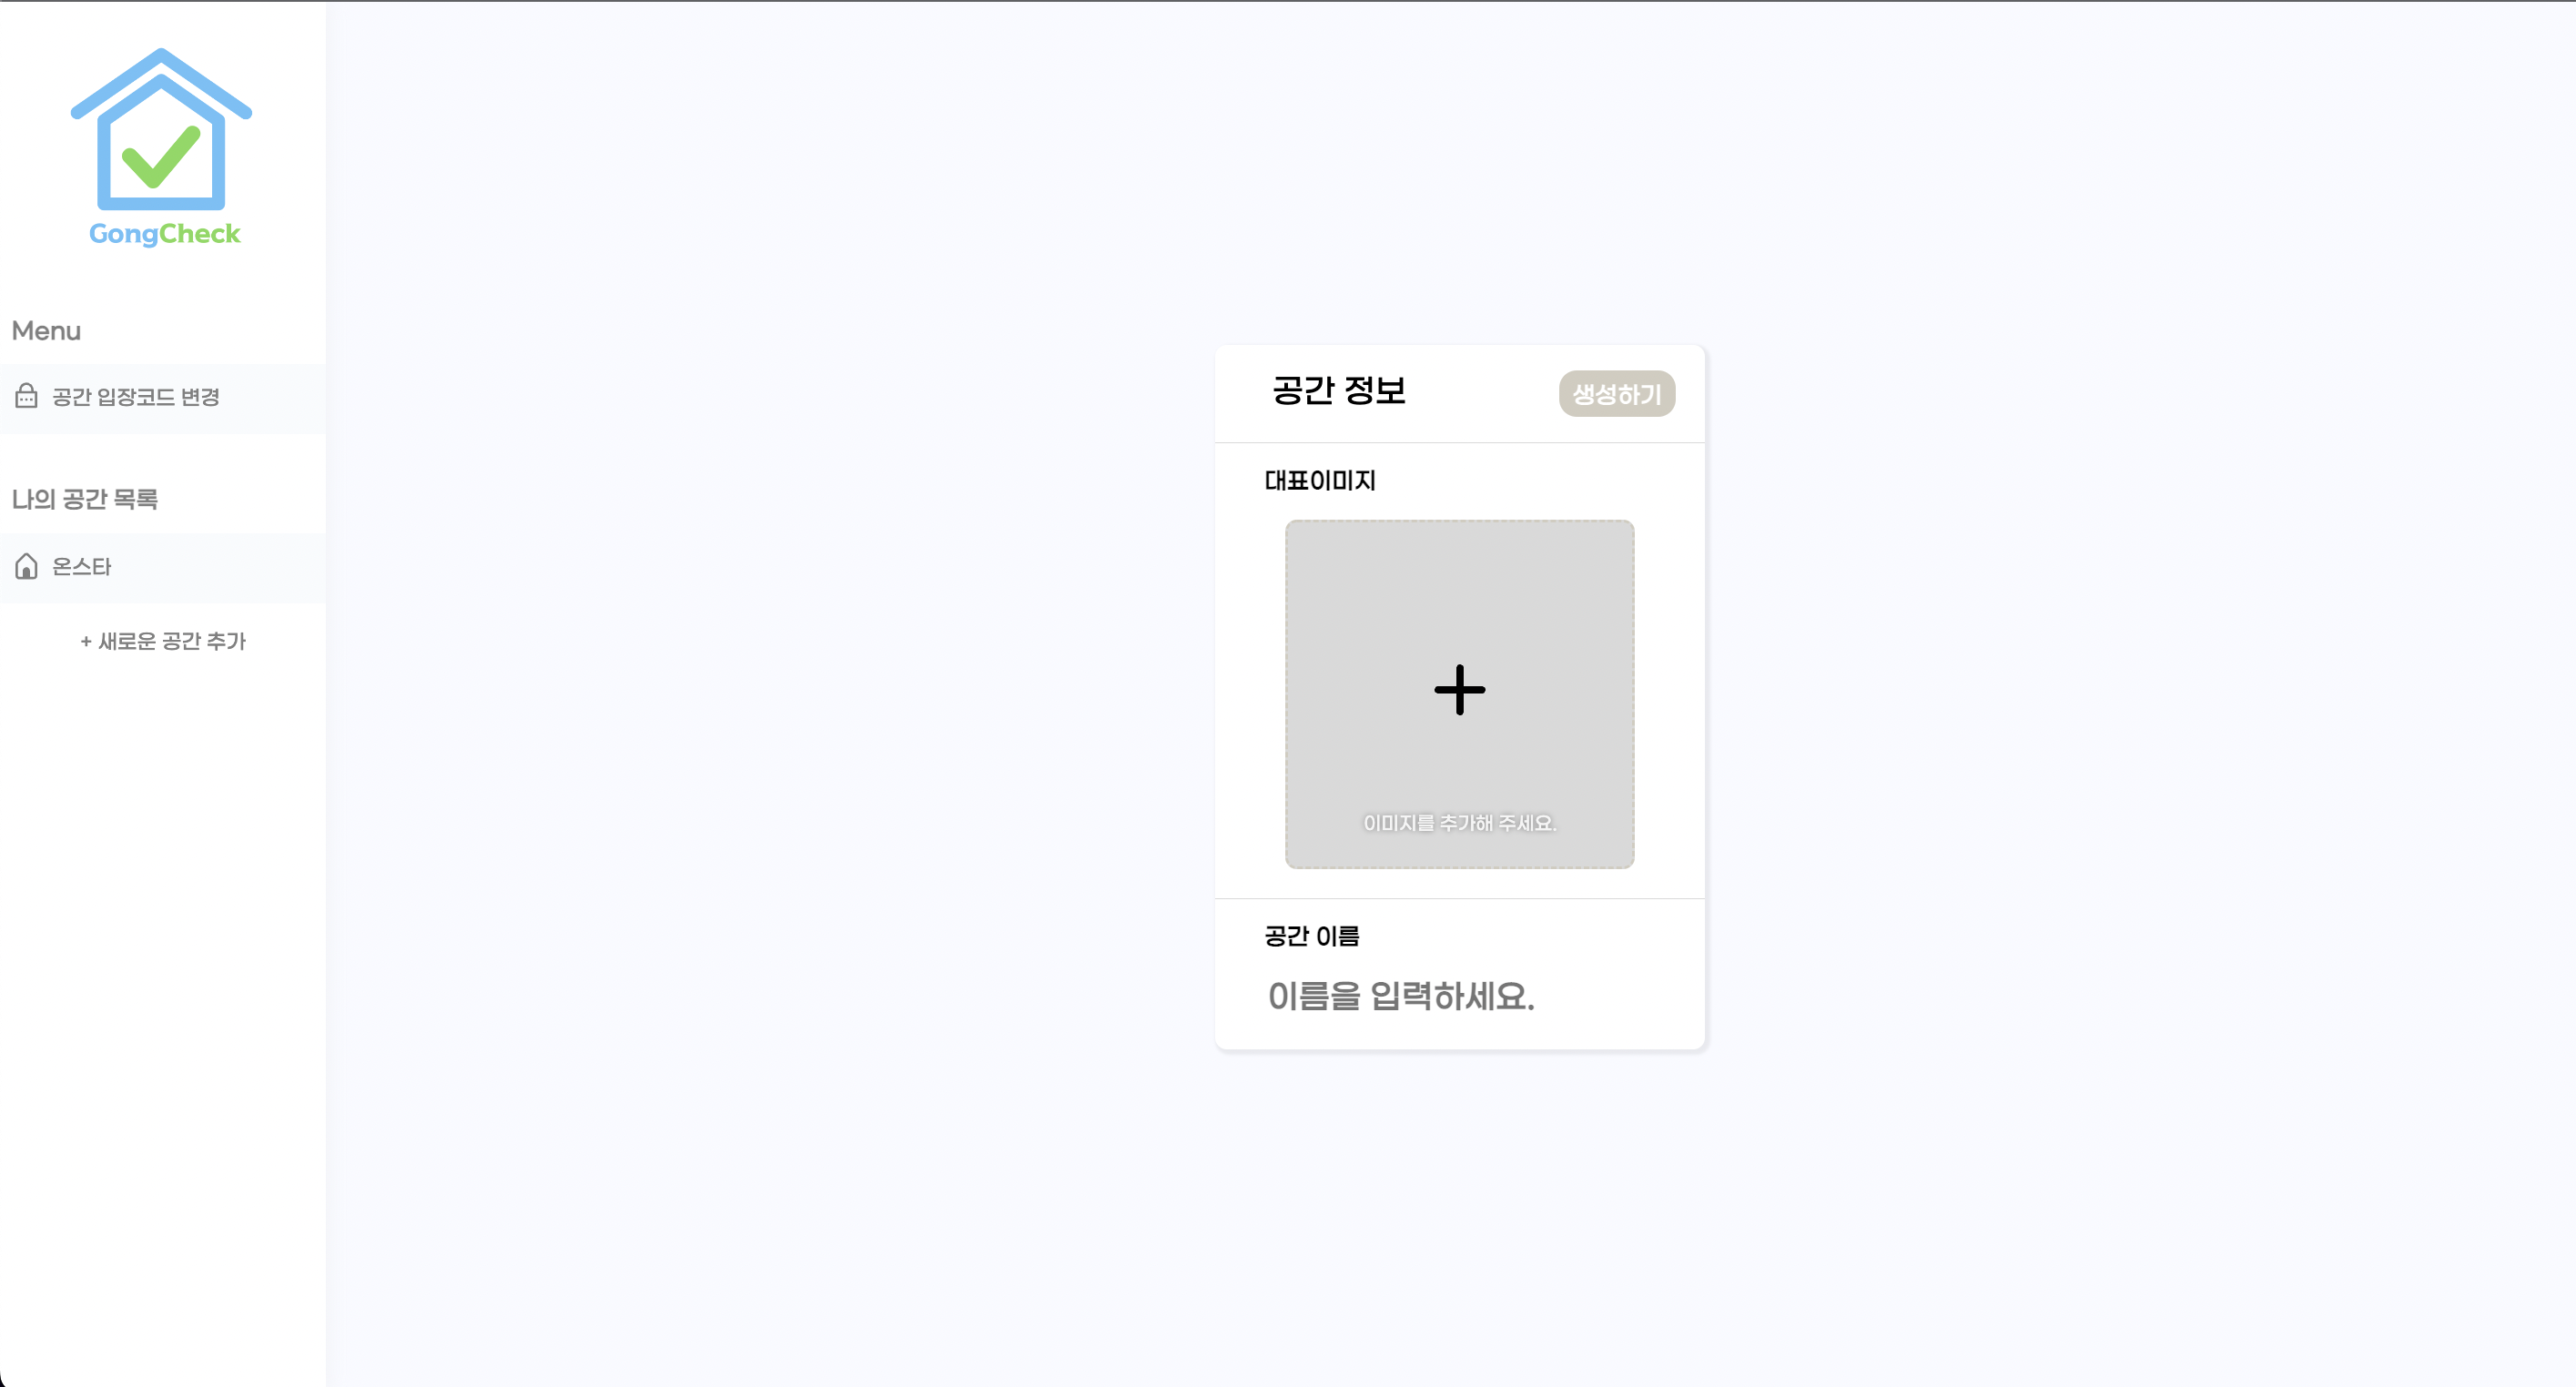 GongCheck
Menu
공간 입장코드 변경
나의 공간 목록
온스타
+ 새로운 공간 추가
공간 정보
생성하기
대표이미지
이미지를 추가해 주세요.
공간 이름
이름을 입력하세요.